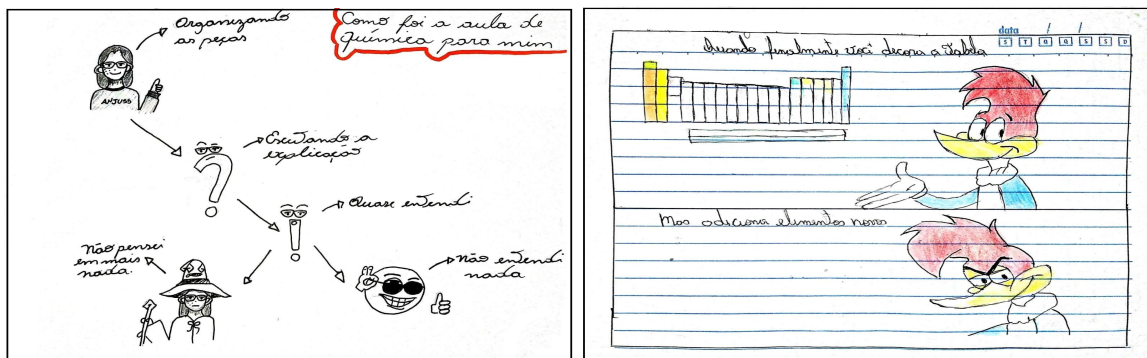 Como foi a aula de
química para mim
Organizando
as peças
ANJUSS
Escutando a
explicação
Quase entendi
Não pensei
em mais
nada.
não entendi
nada
data / /
S T Q Q S S D
Quando finalmente você decora a Tabela
Mas adiciona elementos novos